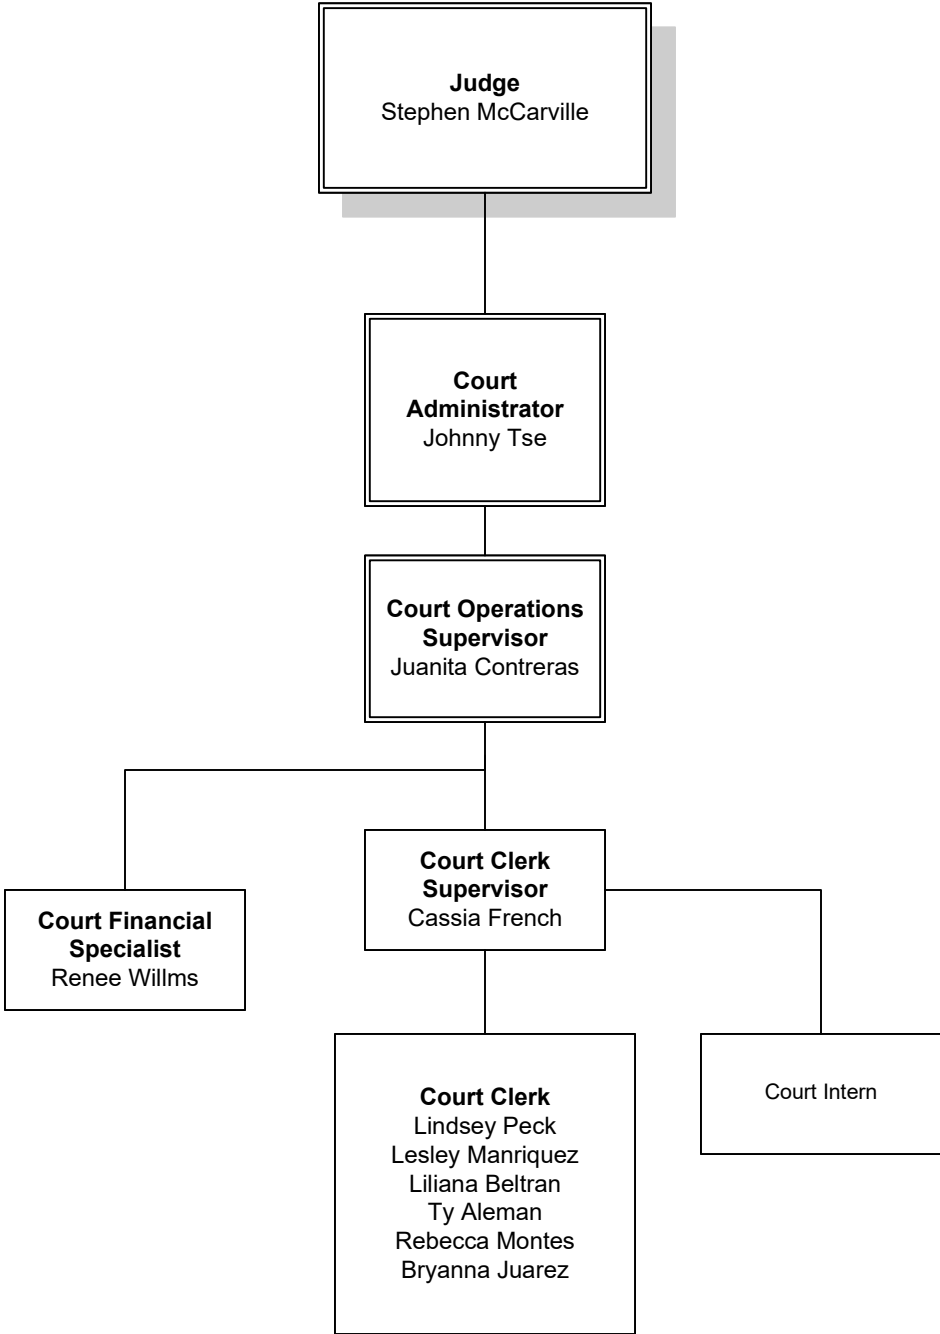 Judge
Stephen McCarville
Court
Administrator
Johnny Tse
Court Operations
Supervisor
Juanita Contreras
Court Clerk
Supervisor
Cassia French
Court Financial
Specialist
Renee Willms
Court Clerk
Lindsey Peck
Lesley Manriquez
Liliana Beltran
Ty Aleman
Rebecca Montes
Bryanna Juarez
Court Intern